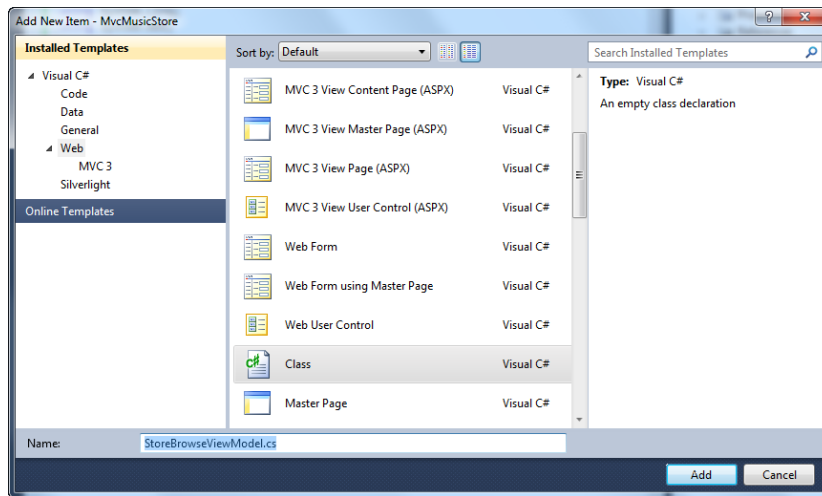 Add New Item - MvcMusicStore
Installed Templates
Sort by: Default
Search Installed Templates
Visual C#
Code
Data
General
Web
MVC 3
Silverlight
Online Templates
MVC 3 View Content Page (ASPX) Visual C#
MVC 3 View Master Page (ASPX) Visual C#
MVC 3 View Page (ASPX) Visual C#
MVC 3 View User Control (ASPX) Visual C#
Web Form Visual C#
Web Form using Master Page Visual C#
Web User Control Visual C#
C# Class Visual C#
Master Page Visual C#
Type: Visual C#
An empty class declaration
Name: StoreBrowseViewModel.cs
Add Cancel